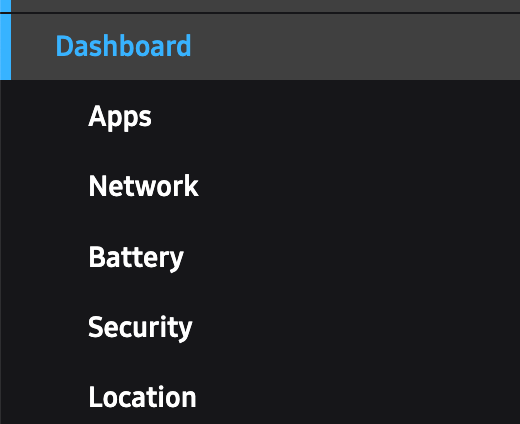 Dashboard
Apps
Network
Battery
Security
Location